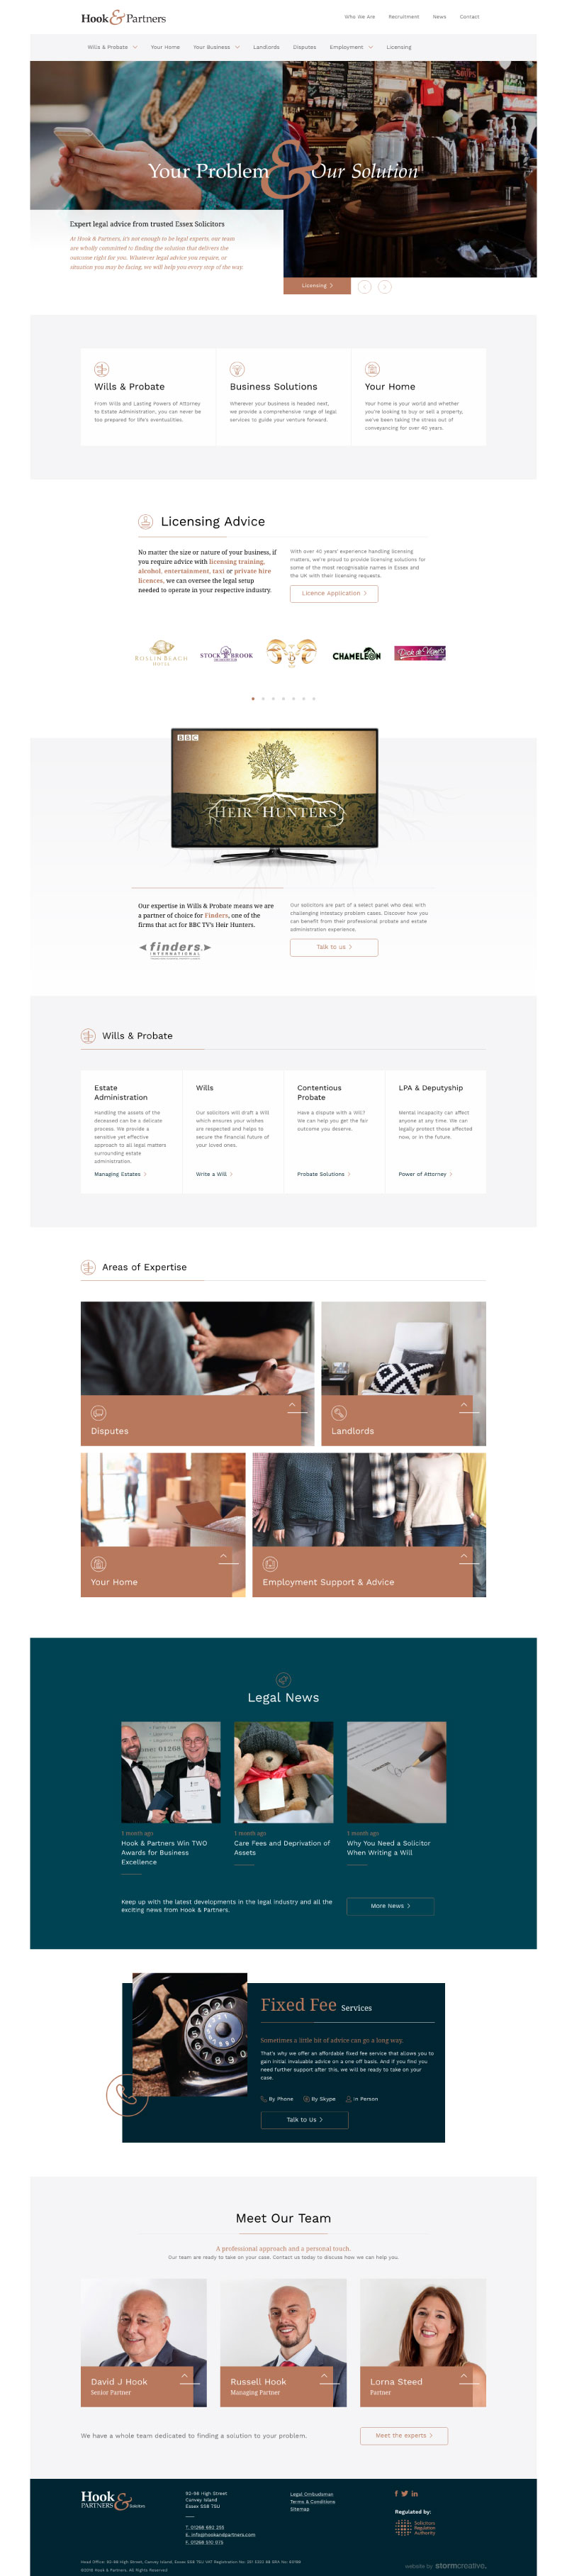 Hook & Partners
Who We Are Recruitment News Contact
Wills & Probate Your Home Your Business Landlords Disputes Employment Licensing
Your Problem & Our Solution
Expert legal advice from trusted Essex Solicitors
At Hook & Partners, it's not enough to be legal experts, our team
are wholly committed to finding the solution that delivers the
outcome right for you. Whatever legal advice you require, or
situation you may be facing, we will help you every step of the way.
Licensing
Wills & Probate
From Wills and Lasting Powers of Attorney
to Estate Administration, you can never be
too prepared for life's eventualities.
Business Solutions
Wherever your business is headed next,
we provide a comprehensive range of legal
services to guide your venture forward.
Your Home
Your home is your world and whether
you're looking to buy or sell a property,
we've been taking the stress out of
conveyancing for over 40 years.
Licensing Advice
No matter the size or nature of your business, if
you require advice with licensing training,
alcohol, entertainment, taxi or private hire
licences, we can oversee the legal setup
needed to operate in your respective industry.
With over 40 years' experience handling licensing
matters, we're proud to provide licensing solutions for
some of the most recognisable names in Essex and
the UK with their licensing requests.
Licence Application
ROSLIN BEACH
HOTEL
STOCK BROOK
CHAMELEON
Dick de Vigne's
BBC
HEIR HUNTERS
Our expertise in Wills & Probate means we are
a partner of choice for Finders, one of the
firms that act for BBC TV's Heir Hunters.
finders.
INTERNATIONAL
Our solicitors are part of a select panel who deal with
challenging intestacy problem cases. Discover how you
can benefit from their professional probate and estate
administration experience.
Talk to us
Wills & Probate
Estate
Administration
Handling the assets of the
deceased can be a delicate
process. We provide a
sensitive yet effective
approach to all legal matters
surrounding estate
administration.
Managing Estates
Wills
Our solicitors will draft a Will
which ensures your wishes
are respected and helps to
secure the financial future of
your loved ones.
Write a Will
Contentious
Probate
Have a dispute with a Will?
We can help you get the fair
outcome you deserve.
Probate Solutions
LPA & Deputyship
Mental incapacity can affect
anyone at any time. We can
legally protect those affected
now, or in the future.
Power of Attorney
Areas of Expertise
Disputes
Landlords
Your Home
Employment Support & Advice
Legal News
1 month ago
Hook & Partners Win TWO
Awards for Business
Excellence
1 month ago
Care Fees and Deprivation of
Assets
1 month ago
Why You Need a Solicitor
When Writing a Will
Keep up with the latest developments in the legal industry and all the
exciting news from Hook & Partners.
More News
Fixed Fee Services
Sometimes a little bit of advice can go a long way.
That's why we offer an affordable fixed fee service that allows you to
gain initial invaluable advice on a one off basis. And if you find you
need further support after this, we will be ready to take on your
case.
By Phone By Skype In Person
Talk to Us
Meet Our Team
A professional approach and a personal touch.
Our team are ready to take on your case. Contact us today to discuss how we can help you.
David J Hook
Senior Partner
Russell Hook
Managing Partner
Lorna Steed
Partner
We have a whole team dedicated to finding a solution to your problem.
Meet the experts
Hook &
PARTNERS Solicitors
92-98 High Street
Canvey Island
Essex SS8 7SU
T. 01268 692 255
E. info@hookandpartners.com
F. 01268 510 075
Legal Ombudsman
Terms & Conditions
Sitemap
Regulated by:
Solicitors
Regulation
Authority
©2016 Hook & Partners. All Rights Reserved
website by stormcreative.